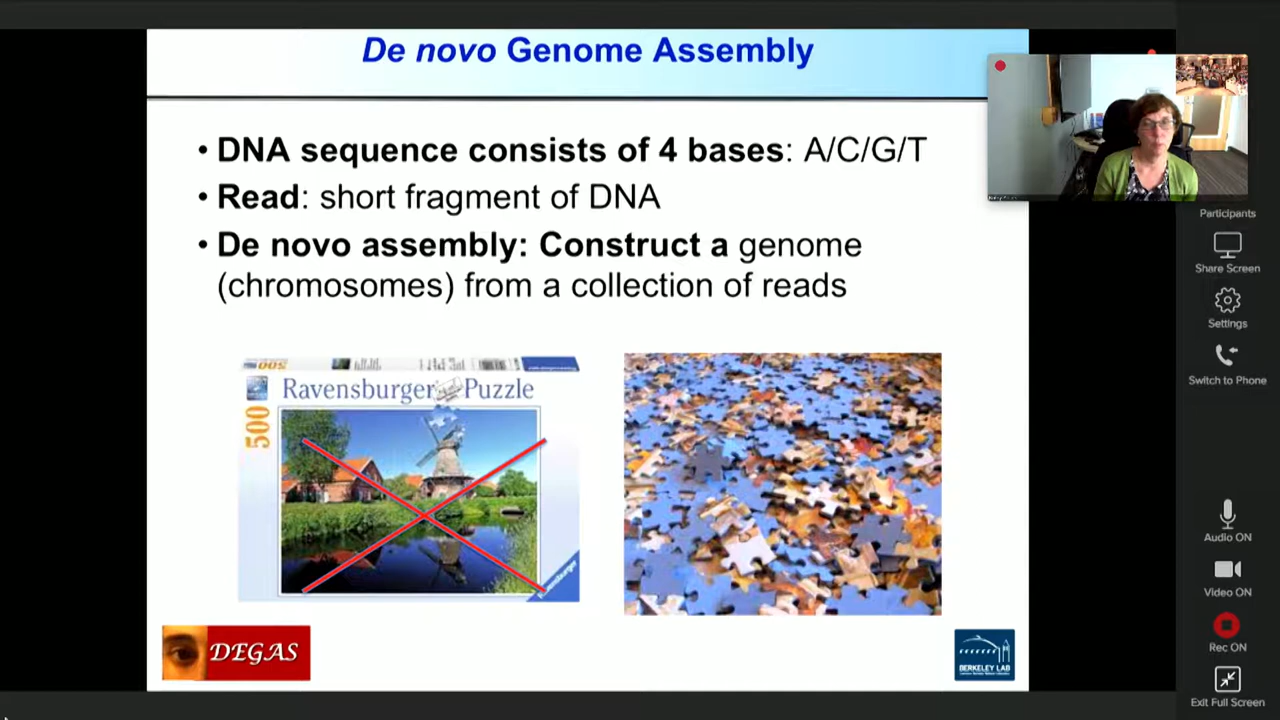 De novo Genome Assembly
• DNA sequence consists of 4 bases: A/C/G/T
• Read: short fragment of DNA
• De novo assembly: Construct a genome
(chromosomes) from a collection of reads
500
Ravensburger Puzzle
500
Ravensburger
DEGAS
BERKELEY LAB
Participants
Share Screen
Settings
Switch to Phone
Audio ON
Video ON
Rec ON
Exit Full Screen